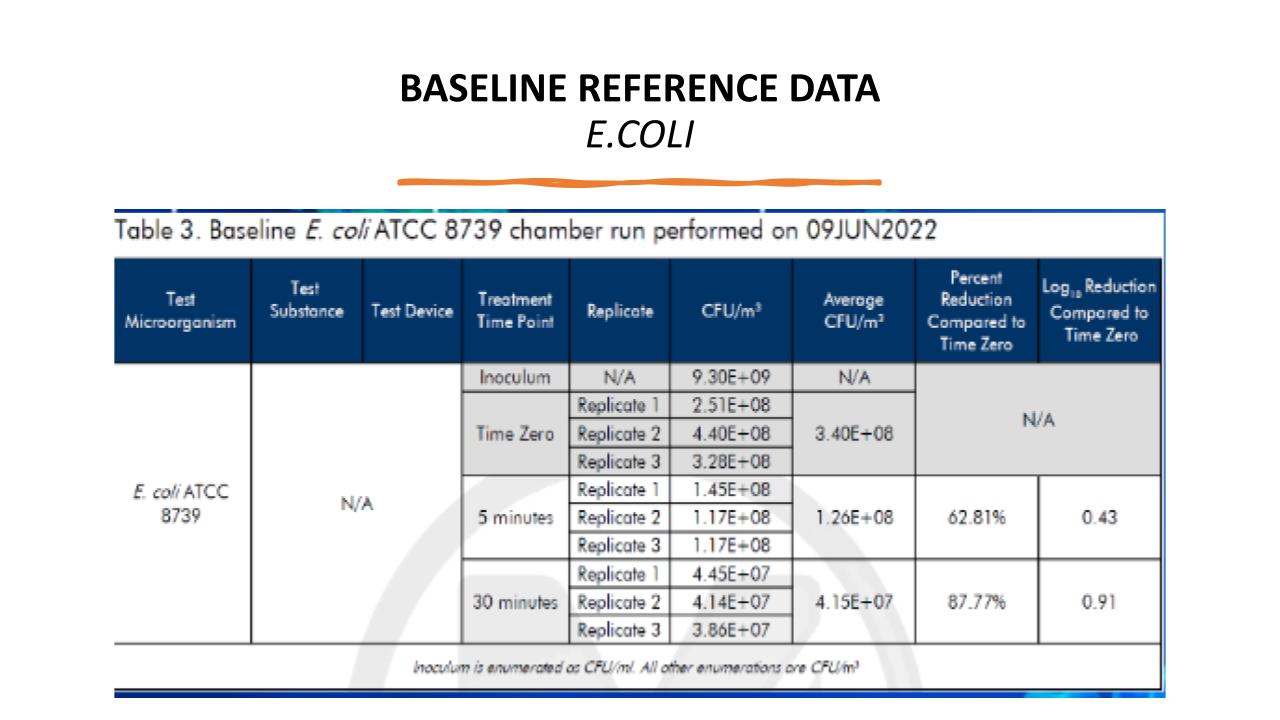 BASELINE REFERENCE DATA
E.COLI
Table 3. Baseline E. coli ATCC 8739 chamber run performed on 09JUN2022
Test Microorganism | Test Substance | Test Device | Treatment Time Point | Replicate | CFU/m³ | Average CFU/m³ | Percent Reduction Compared to Time Zero | Log₁₀ Reduction Compared to Time Zero
E. coli ATCC 8739 | N/A | Inoculum | N/A | 9.30E+09 | N/A | N/A
Time Zero | Replicate 1 | 2.51E+08 | 3.40E+08
Replicate 2 | 4.40E+08
Replicate 3 | 3.28E+08
5 minutes | Replicate 1 | 1.45E+08 | 1.26E+08 | 62.81% | 0.43
Replicate 2 | 1.17E+08
Replicate 3 | 1.17E+08
30 minutes | Replicate 1 | 4.45E+07 | 4.15E+07 | 87.77% | 0.91
Replicate 2 | 4.14E+07
Replicate 3 | 3.86E+07
Inoculum is enumerated as CFU/ml. All other enumerations are CFU/m³